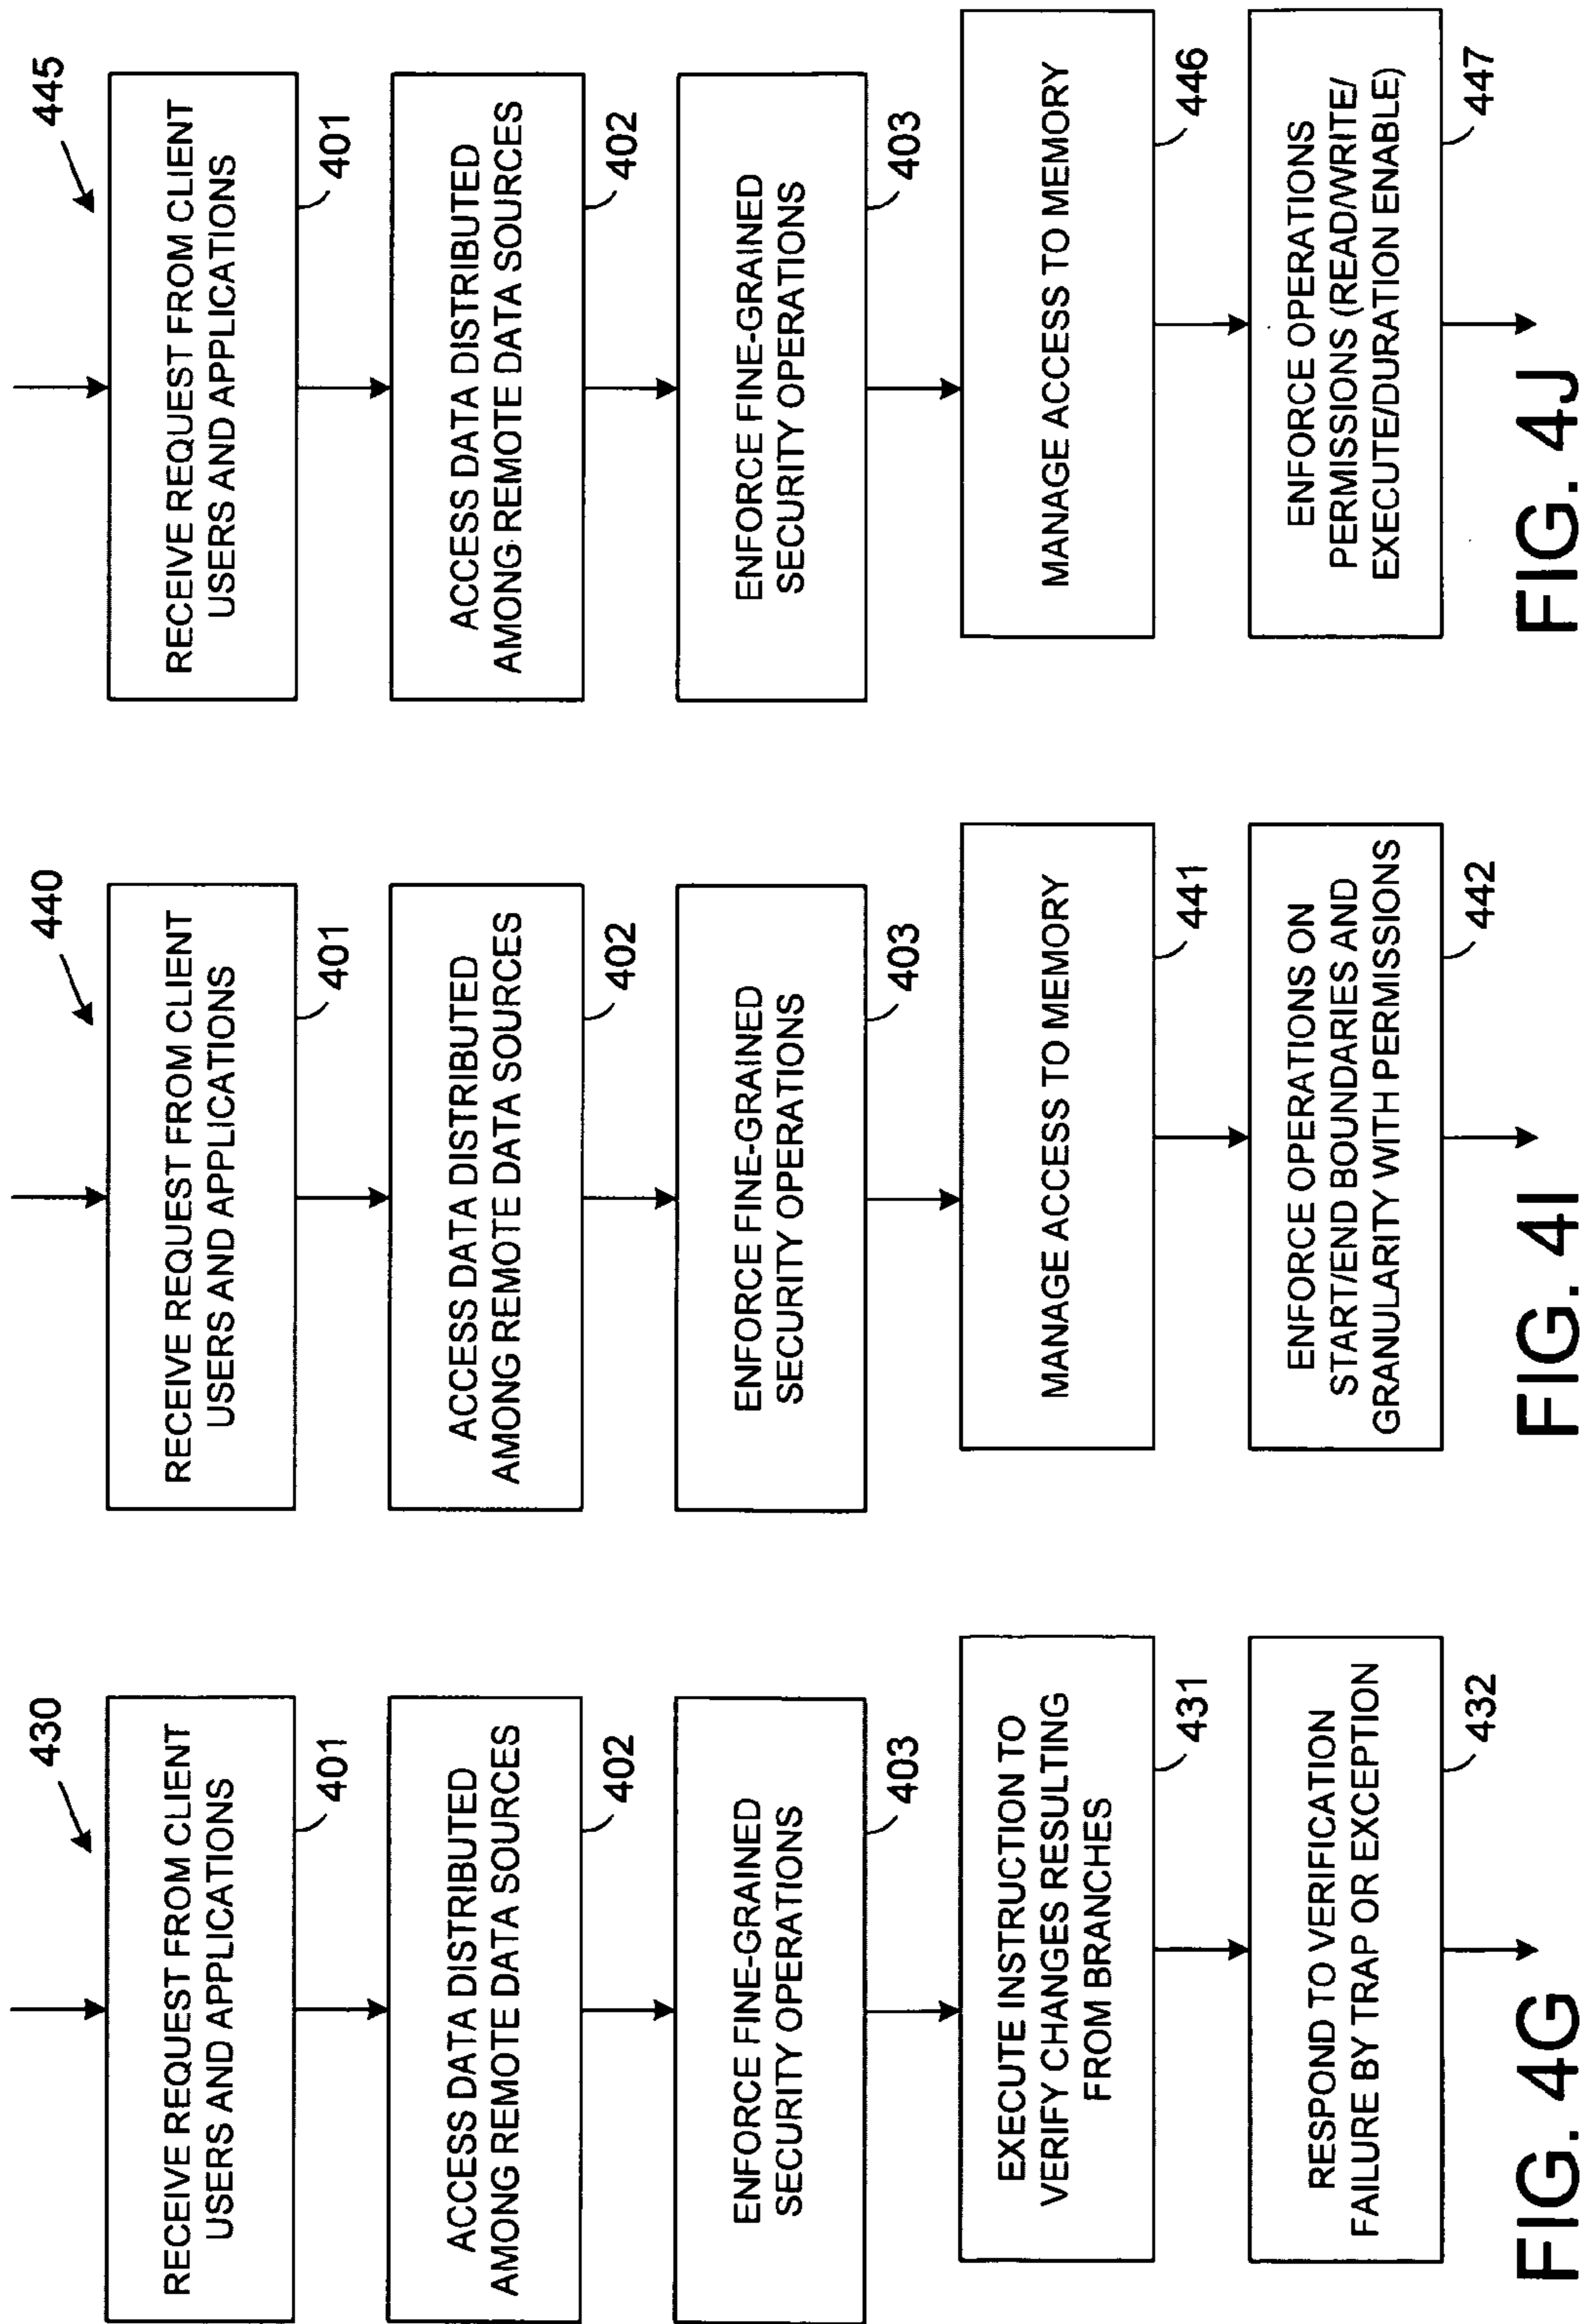 430
RECEIVE REQUEST FROM CLIENT
USERS AND APPLICATIONS
401
ACCESS DATA DISTRIBUTED
AMONG REMOTE DATA SOURCES
402
ENFORCE FINE-GRAINED
SECURITY OPERATIONS
403
EXECUTE INSTRUCTION TO
VERIFY CHANGES RESULTING
FROM BRANCHES
431
RESPOND TO VERIFICATION
FAILURE BY TRAP OR EXCEPTION
432
FIG. 4G
440
RECEIVE REQUEST FROM CLIENT
USERS AND APPLICATIONS
401
ACCESS DATA DISTRIBUTED
AMONG REMOTE DATA SOURCES
402
ENFORCE FINE-GRAINED
SECURITY OPERATIONS
403
MANAGE ACCESS TO MEMORY
441
ENFORCE OPERATIONS ON
START/END BOUNDARIES AND
GRANULARITY WITH PERMISSIONS
442
FIG. 4I
445
RECEIVE REQUEST FROM CLIENT
USERS AND APPLICATIONS
401
ACCESS DATA DISTRIBUTED
AMONG REMOTE DATA SOURCES
402
ENFORCE FINE-GRAINED
SECURITY OPERATIONS
403
MANAGE ACCESS TO MEMORY
446
ENFORCE OPERATIONS
PERMISSIONS (READ/WRITE/
EXECUTE/DURATION ENABLE)
447
FIG. 4J